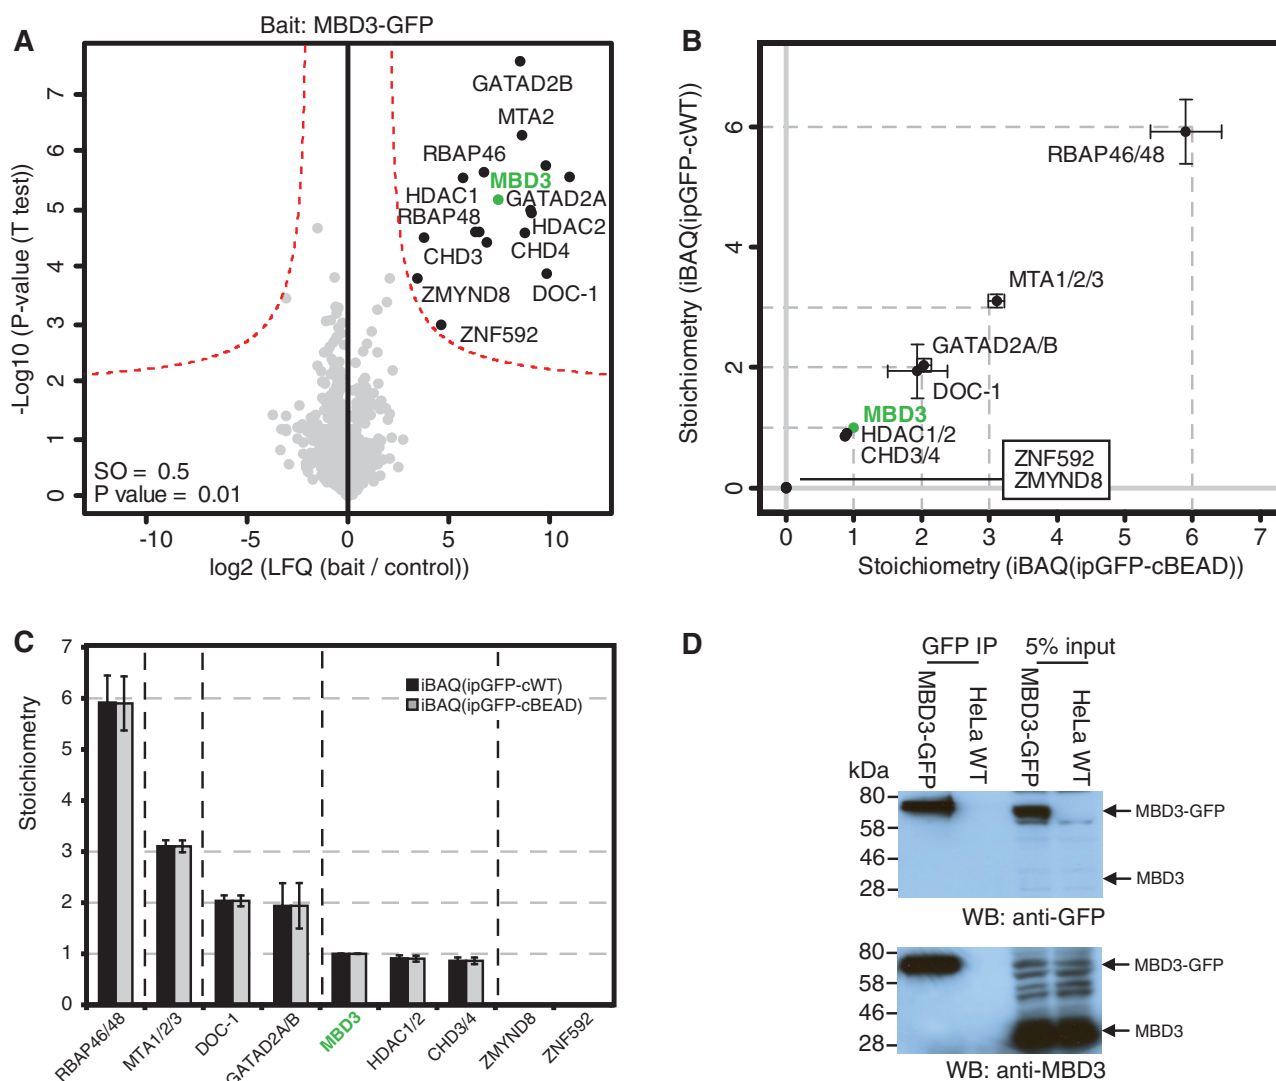 A
Bait: MBD3-GFP
-Log10 (P-value (T test))
7
6
5
4
3
2
1
0
GATAD2B
MTA2
RBAP46
MBD3
HDAC1
GATAD2A
RBAP48
HDAC2
CHD3
CHD4
ZMYND8
DOC-1
ZNF592
SO = 0.5
P value = 0.01
-10
-5
0
5
10
log2 (LFQ (bait / control))
B
Stoichiometry (iBAQ(ipGFP-cWT))
6
4
2
0
RBAP46/48
MTA1/2/3
GATAD2A/B
DOC-1
MBD3
HDAC1/2
CHD3/4
ZNF592
ZMYND8
0
1
2
3
4
5
6
7
Stoichiometry (iBAQ(ipGFP-cBEAD))
C
Stoichiometry
7
6
5
4
3
2
1
0
iBAQ(ipGFP-cWT)
iBAQ(ipGFP-cBEAD)
RBAP46/48
MTA1/2/3
DOC-1
GATAD2A/B
MBD3
HDAC1/2
CHD3/4
ZMYND8
ZNF592
D
GFP IP
5% input
MBD3-GFP
HeLa WT
MBD3-GFP
HeLa WT
kDa
80
58
46
28
MBD3-GFP
MBD3
WB: anti-GFP
80
58
46
28
MBD3-GFP
MBD3
WB: anti-MBD3